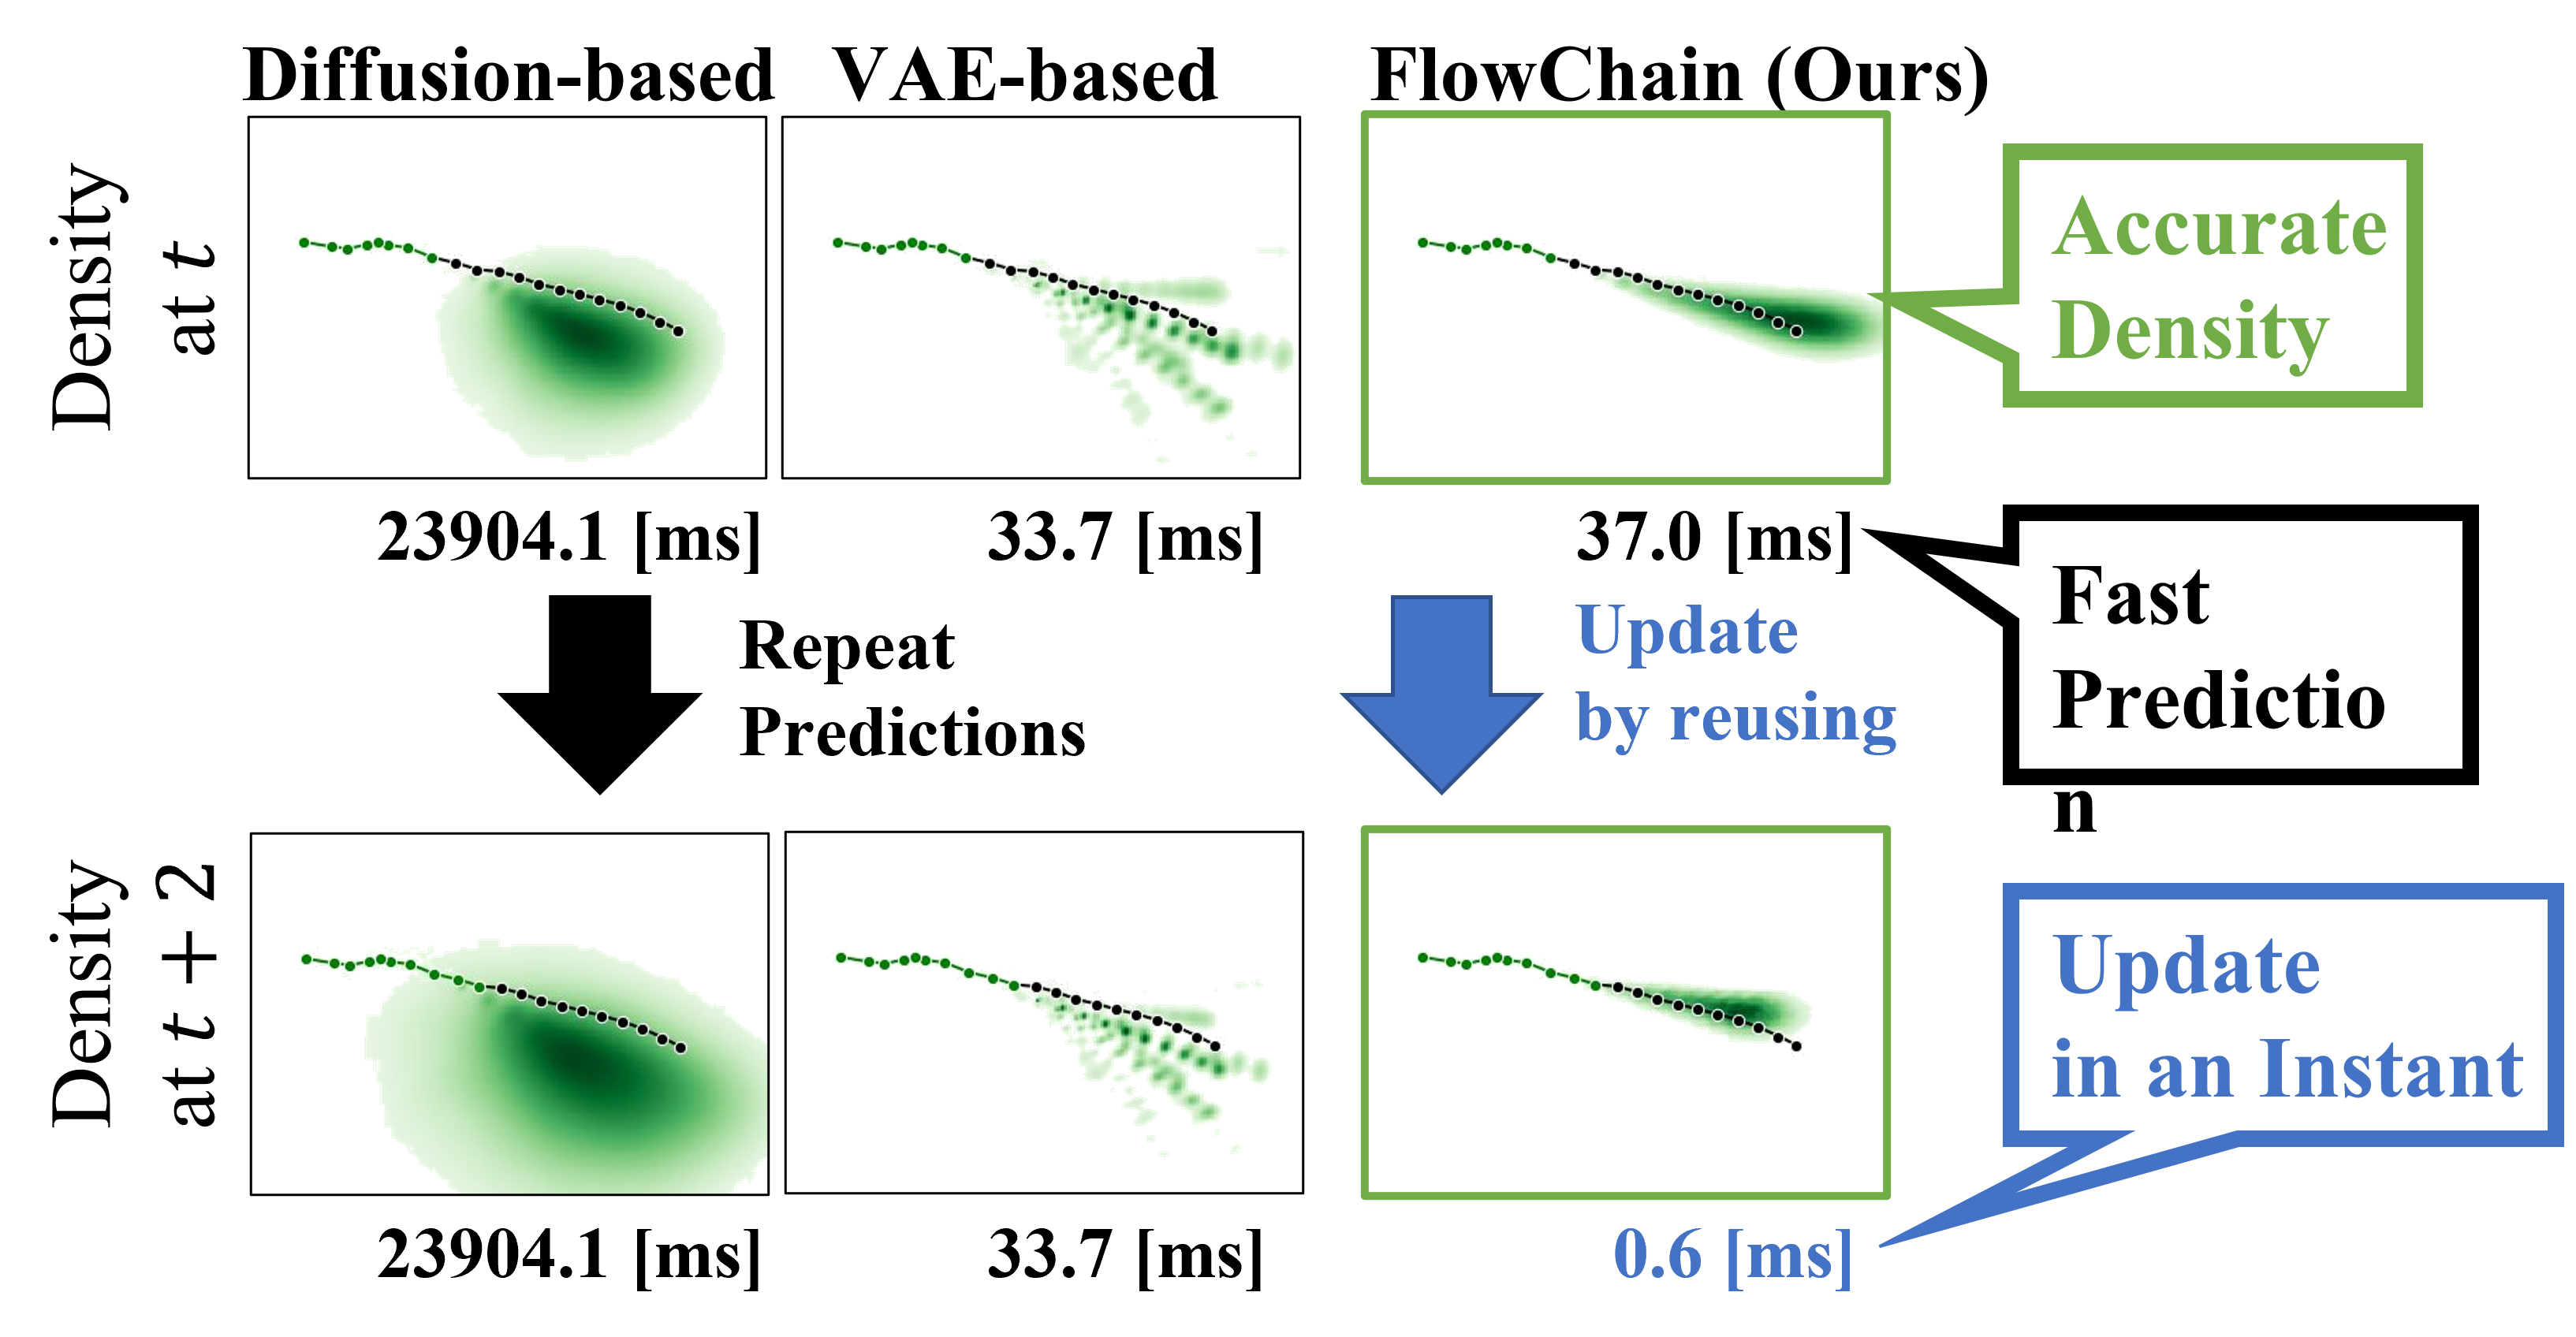 Diffusion-based
VAE-based
FlowChain (Ours)
Density
at t
Accurate
Density
23904.1 [ms]
33.7 [ms]
37.0 [ms]
Fast
Predictio
n
Repeat
Predictions
Update
by reusing
Density
at t + 2
Update
in an Instant
23904.1 [ms]
33.7 [ms]
0.6 [ms]